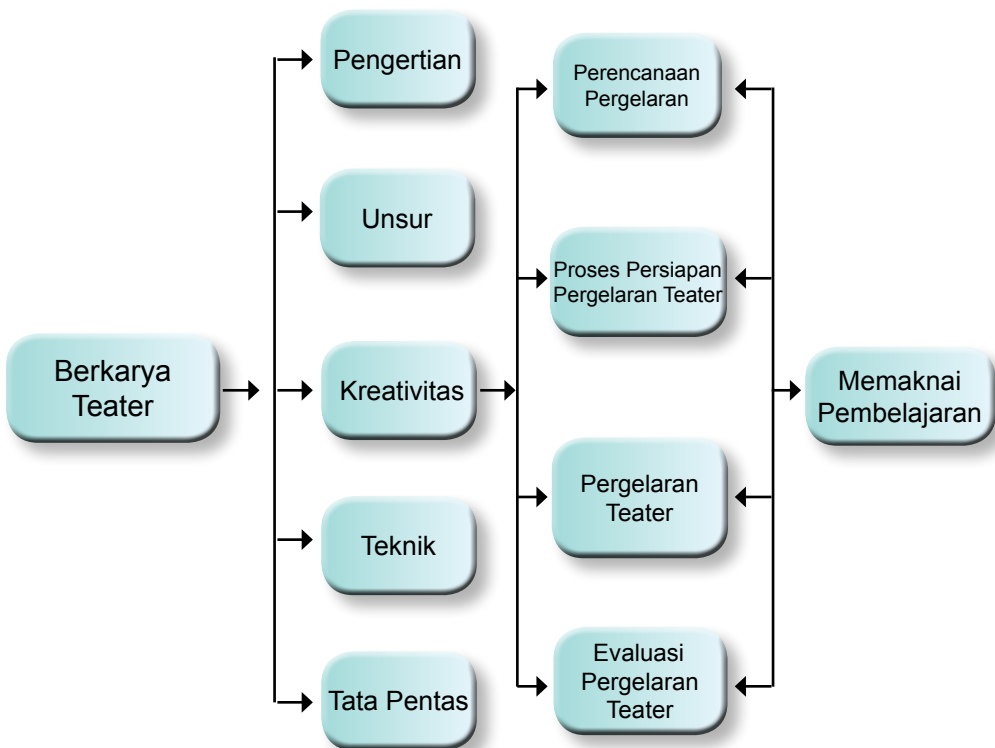 Berkarya
Teater
Pengertian
Unsur
Kreativitas
Teknik
Tata Pentas
Perencanaan
Pergelaran
Proses Persiapan
Pergelaran Teater
Pergelaran
Teater
Evaluasi
Pergelaran
Teater
Memaknai
Pembelajaran